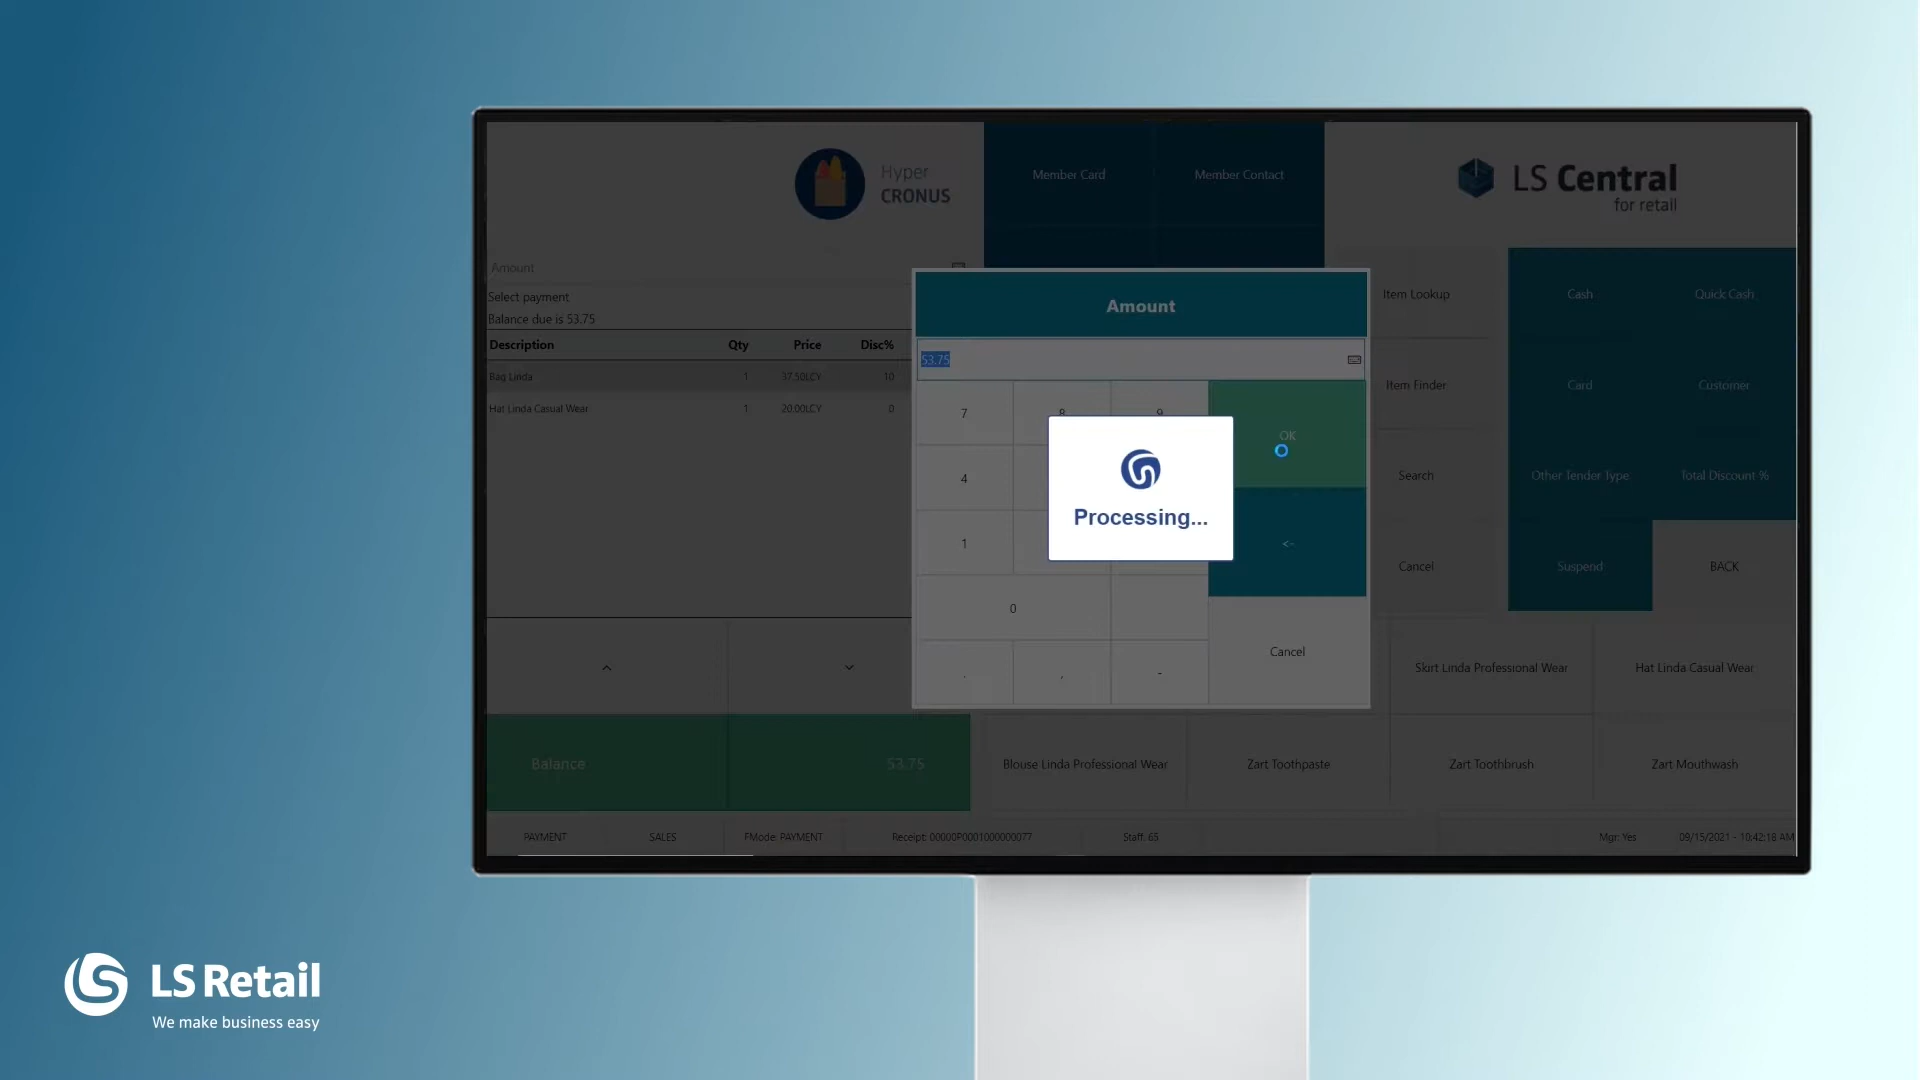 Hyper
CRONUS
Member Card
Member Contact
LS Central
for retail
Amount
Select payment
Balance due is 53.75
Description Qty Price Disc%
Bag Linda 1 37.50LCY 10
Hat Linda Casual Wear 1 20.00LCY 0
Amount
53.75
7 8 9
4
1
0
. , -
OK
<-
Cancel
Processing...
Item Lookup
Item Finder
Search
Cancel
Cash Quick Cash
Card Customer
Other Tender Type Total Discount %
Suspend BACK
Skirt Linda Professional Wear Hat Linda Casual Wear
Balance 53.75
Blouse Linda Professional Wear Zart Toothpaste Zart Toothbrush Zart Mouthwash
PAYMENT SALES FMode: PAYMENT Receipt: 00000P0001000000077 Staff: 65 Mgr: Yes 09/15/2021 - 10:42:18 AM
LS Retail
We make business easy